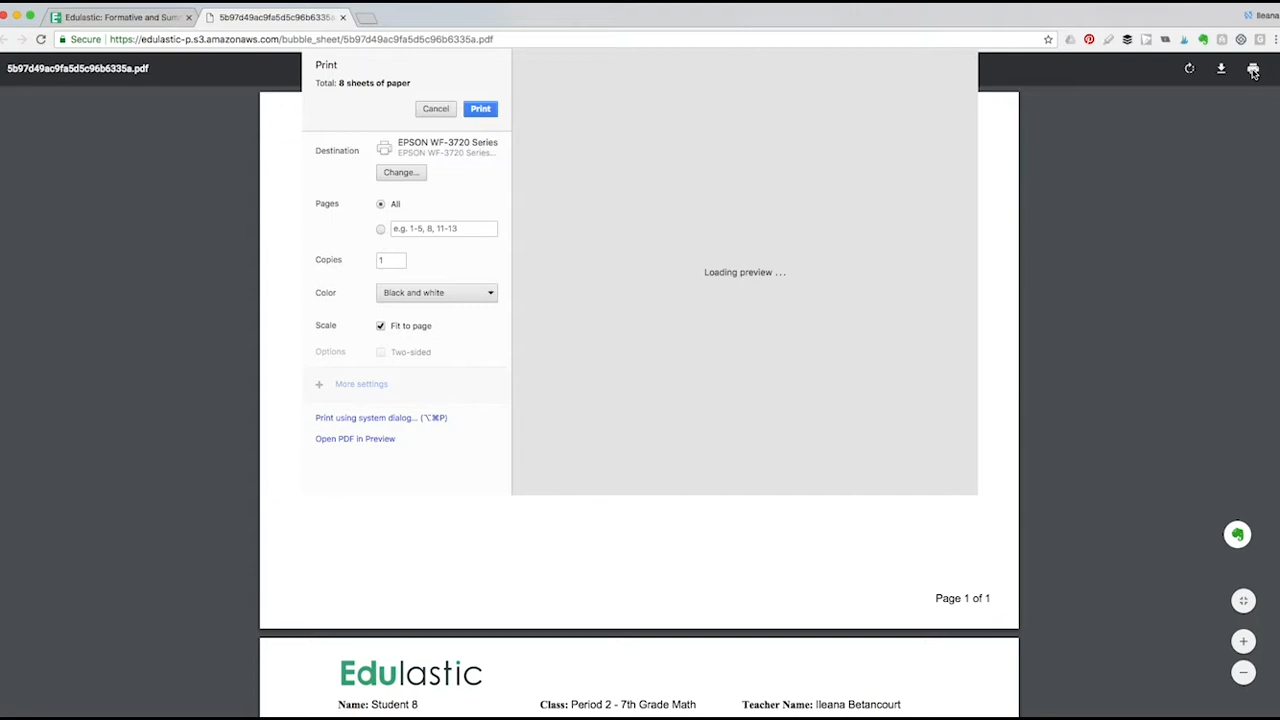 Edulastic: Formative and Sum
5b97d49ac9fa5d5c96b6335a.
Ileana
Secure
https://edulastic-p.s3.amazonaws.com/bubble_sheet/5b97d49ac9fa5d5c96b6335a.pdf
5b97d49ac9fa5d5c96b6335a.pdf
Print
Total: 8 sheets of paper
Cancel
Print
Destination
EPSON WF-3720 Series
EPSON WF-3720 Series...
Change...
Pages
All
e.g. 1-5, 8, 11-13
Copies
1
Color
Black and white
Scale
Fit to page
Options
Two-sided
More settings
Print using system dialog... (⌥⌘P)
Open PDF in Preview
Loading preview . . .
Page 1 of 1
Edulastic
Name: Student 8
Class: Period 2 - 7th Grade Math
Teacher Name: Ileana Betancourt